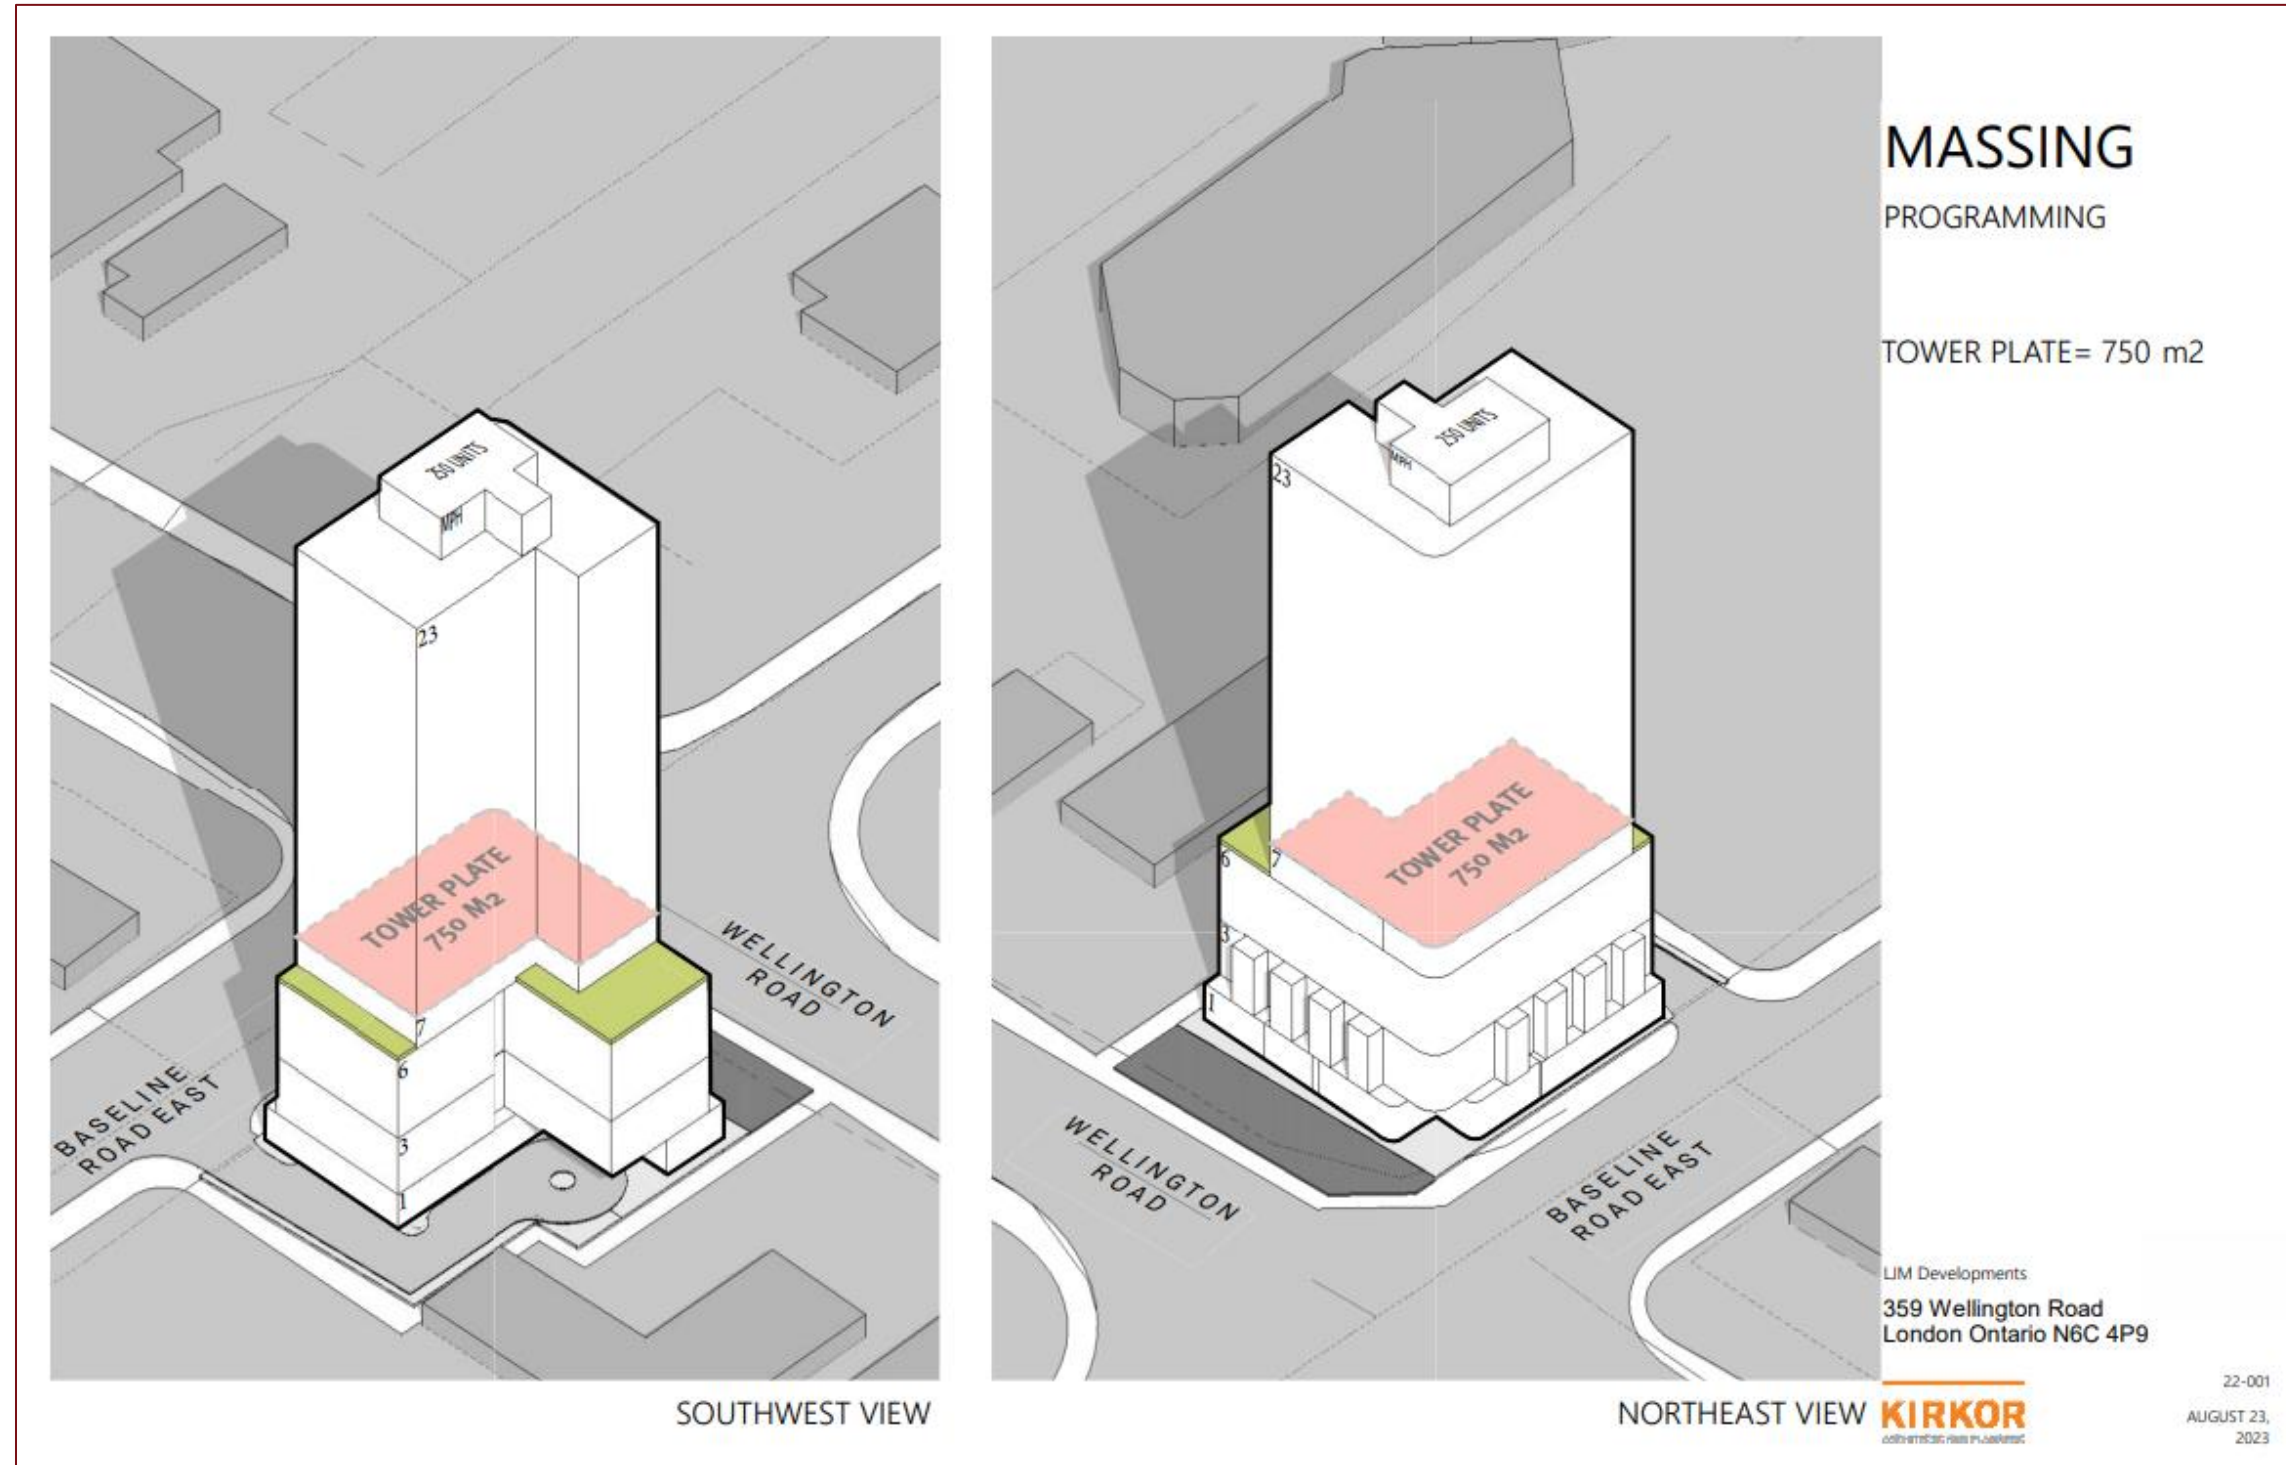 MASSING
PROGRAMMING
TOWER PLATE= 750 m2
250 UNITS
MPH
23
TOWER PLATE
750 M2
7
6
3
1
WELLINGTON
ROAD
BASELINE
ROAD EAST
SOUTHWEST VIEW
250 UNITS
MPH
23
TOWER PLATE
750 M2
7
6
3
1
WELLINGTON
ROAD
BASELINE
ROAD EAST
NORTHEAST VIEW
LJM Developments
359 Wellington Road
London Ontario N6C 4P9
KIRKOR
ARCHITECTS AND PLANNERS
22-001
AUGUST 23,
2023